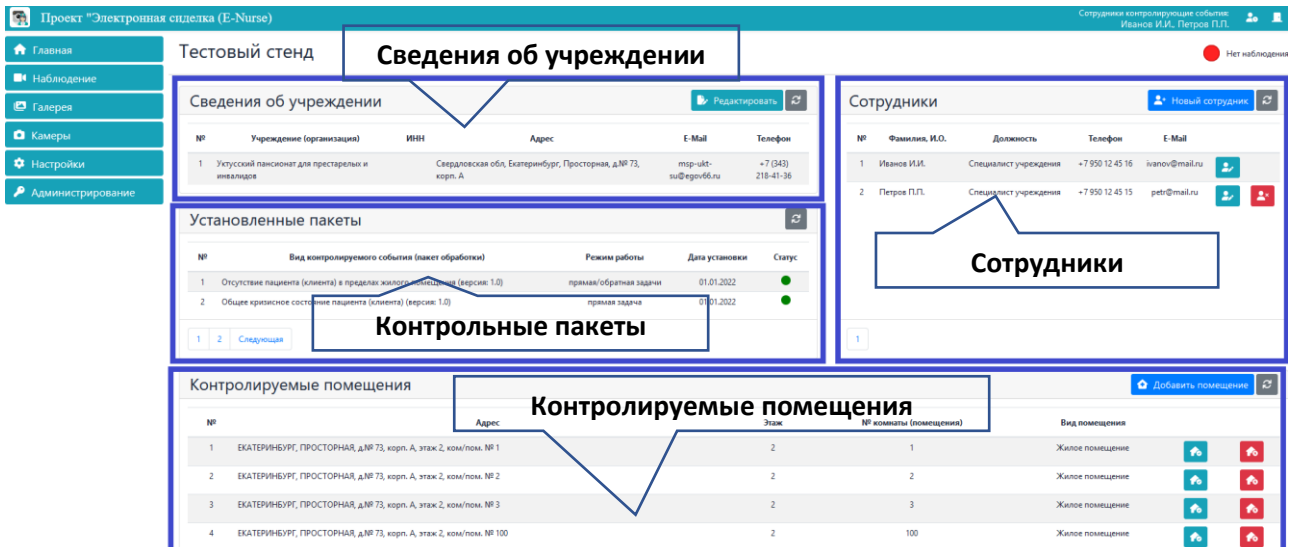 Проект "Электронная сиделка (E-Nurse)
Сотрудники контролирующие события:
Иванов И.И., Петров П.П.
Главная
Наблюдение
Галерея
Камеры
Настройки
Администрирование
Тестовый стенд
Сведения об учреждении
Нет наблюдения
Сведения об учреждении
Редактировать
№ Учреждение (организация) ИНН Адрес E-Mail Телефон
1 Уктусский пансионат для престарелых и инвалидов Свердловская обл, Екатеринбург, Просторная, д.№ 73, корп. А msp-ukt-su@egov66.ru +7 (343) 218-41-36
Сотрудники
Новый сотрудник
№ Фамилия, И.О. Должность Телефон E-Mail
1 Иванов И.И. Специалист учреждения +7 950 12 45 16 ivanov@mail.ru
2 Петров П.П. Специалист учреждения +7 950 12 45 15 petr@mail.ru
Сотрудники
1
Установленные пакеты
№ Вид контролируемого события (пакет обработки) Режим работы Дата установки Статус
1 Отсутствие пациента (клиента) в пределах жилого помещения (версия: 1.0) прямая/обратная задачи 01.01.2022
2 Общее кризисное состояние пациента (клиента) (версия: 1.0) прямая задача 01.01.2022
Контрольные пакеты
1 2 Следующая
Контролируемые помещения
Контролируемые помещения
Добавить помещение
№ Адрес Этаж № комнаты (помещения) Вид помещения
1 ЕКАТЕРИНБУРГ, ПРОСТОРНАЯ, д.№ 73, корп. А, этаж 2, ком/пом. № 1 2 1 Жилое помещение
2 ЕКАТЕРИНБУРГ, ПРОСТОРНАЯ, д.№ 73, корп. А, этаж 2, ком/пом. № 2 2 2 Жилое помещение
3 ЕКАТЕРИНБУРГ, ПРОСТОРНАЯ, д.№ 73, корп. А, этаж 2, ком/пом. № 3 2 3 Жилое помещение
4 ЕКАТЕРИНБУРГ, ПРОСТОРНАЯ, д.№ 73, корп. А, этаж 2, ком/пом. № 100 2 100 Жилое помещение